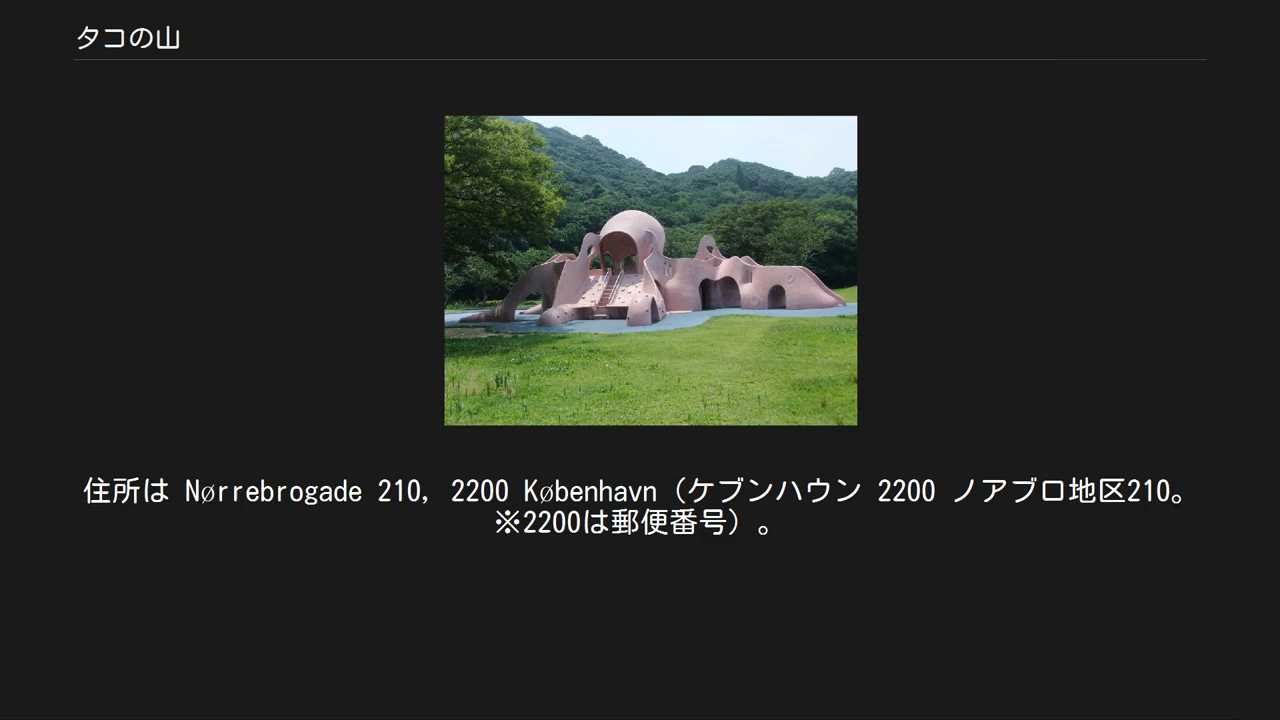 タコの山
住所は Nørrebrogade 210, 2200 København（ケブンハウン 2200 ノアブロ地区210。
※2200は郵便番号）。